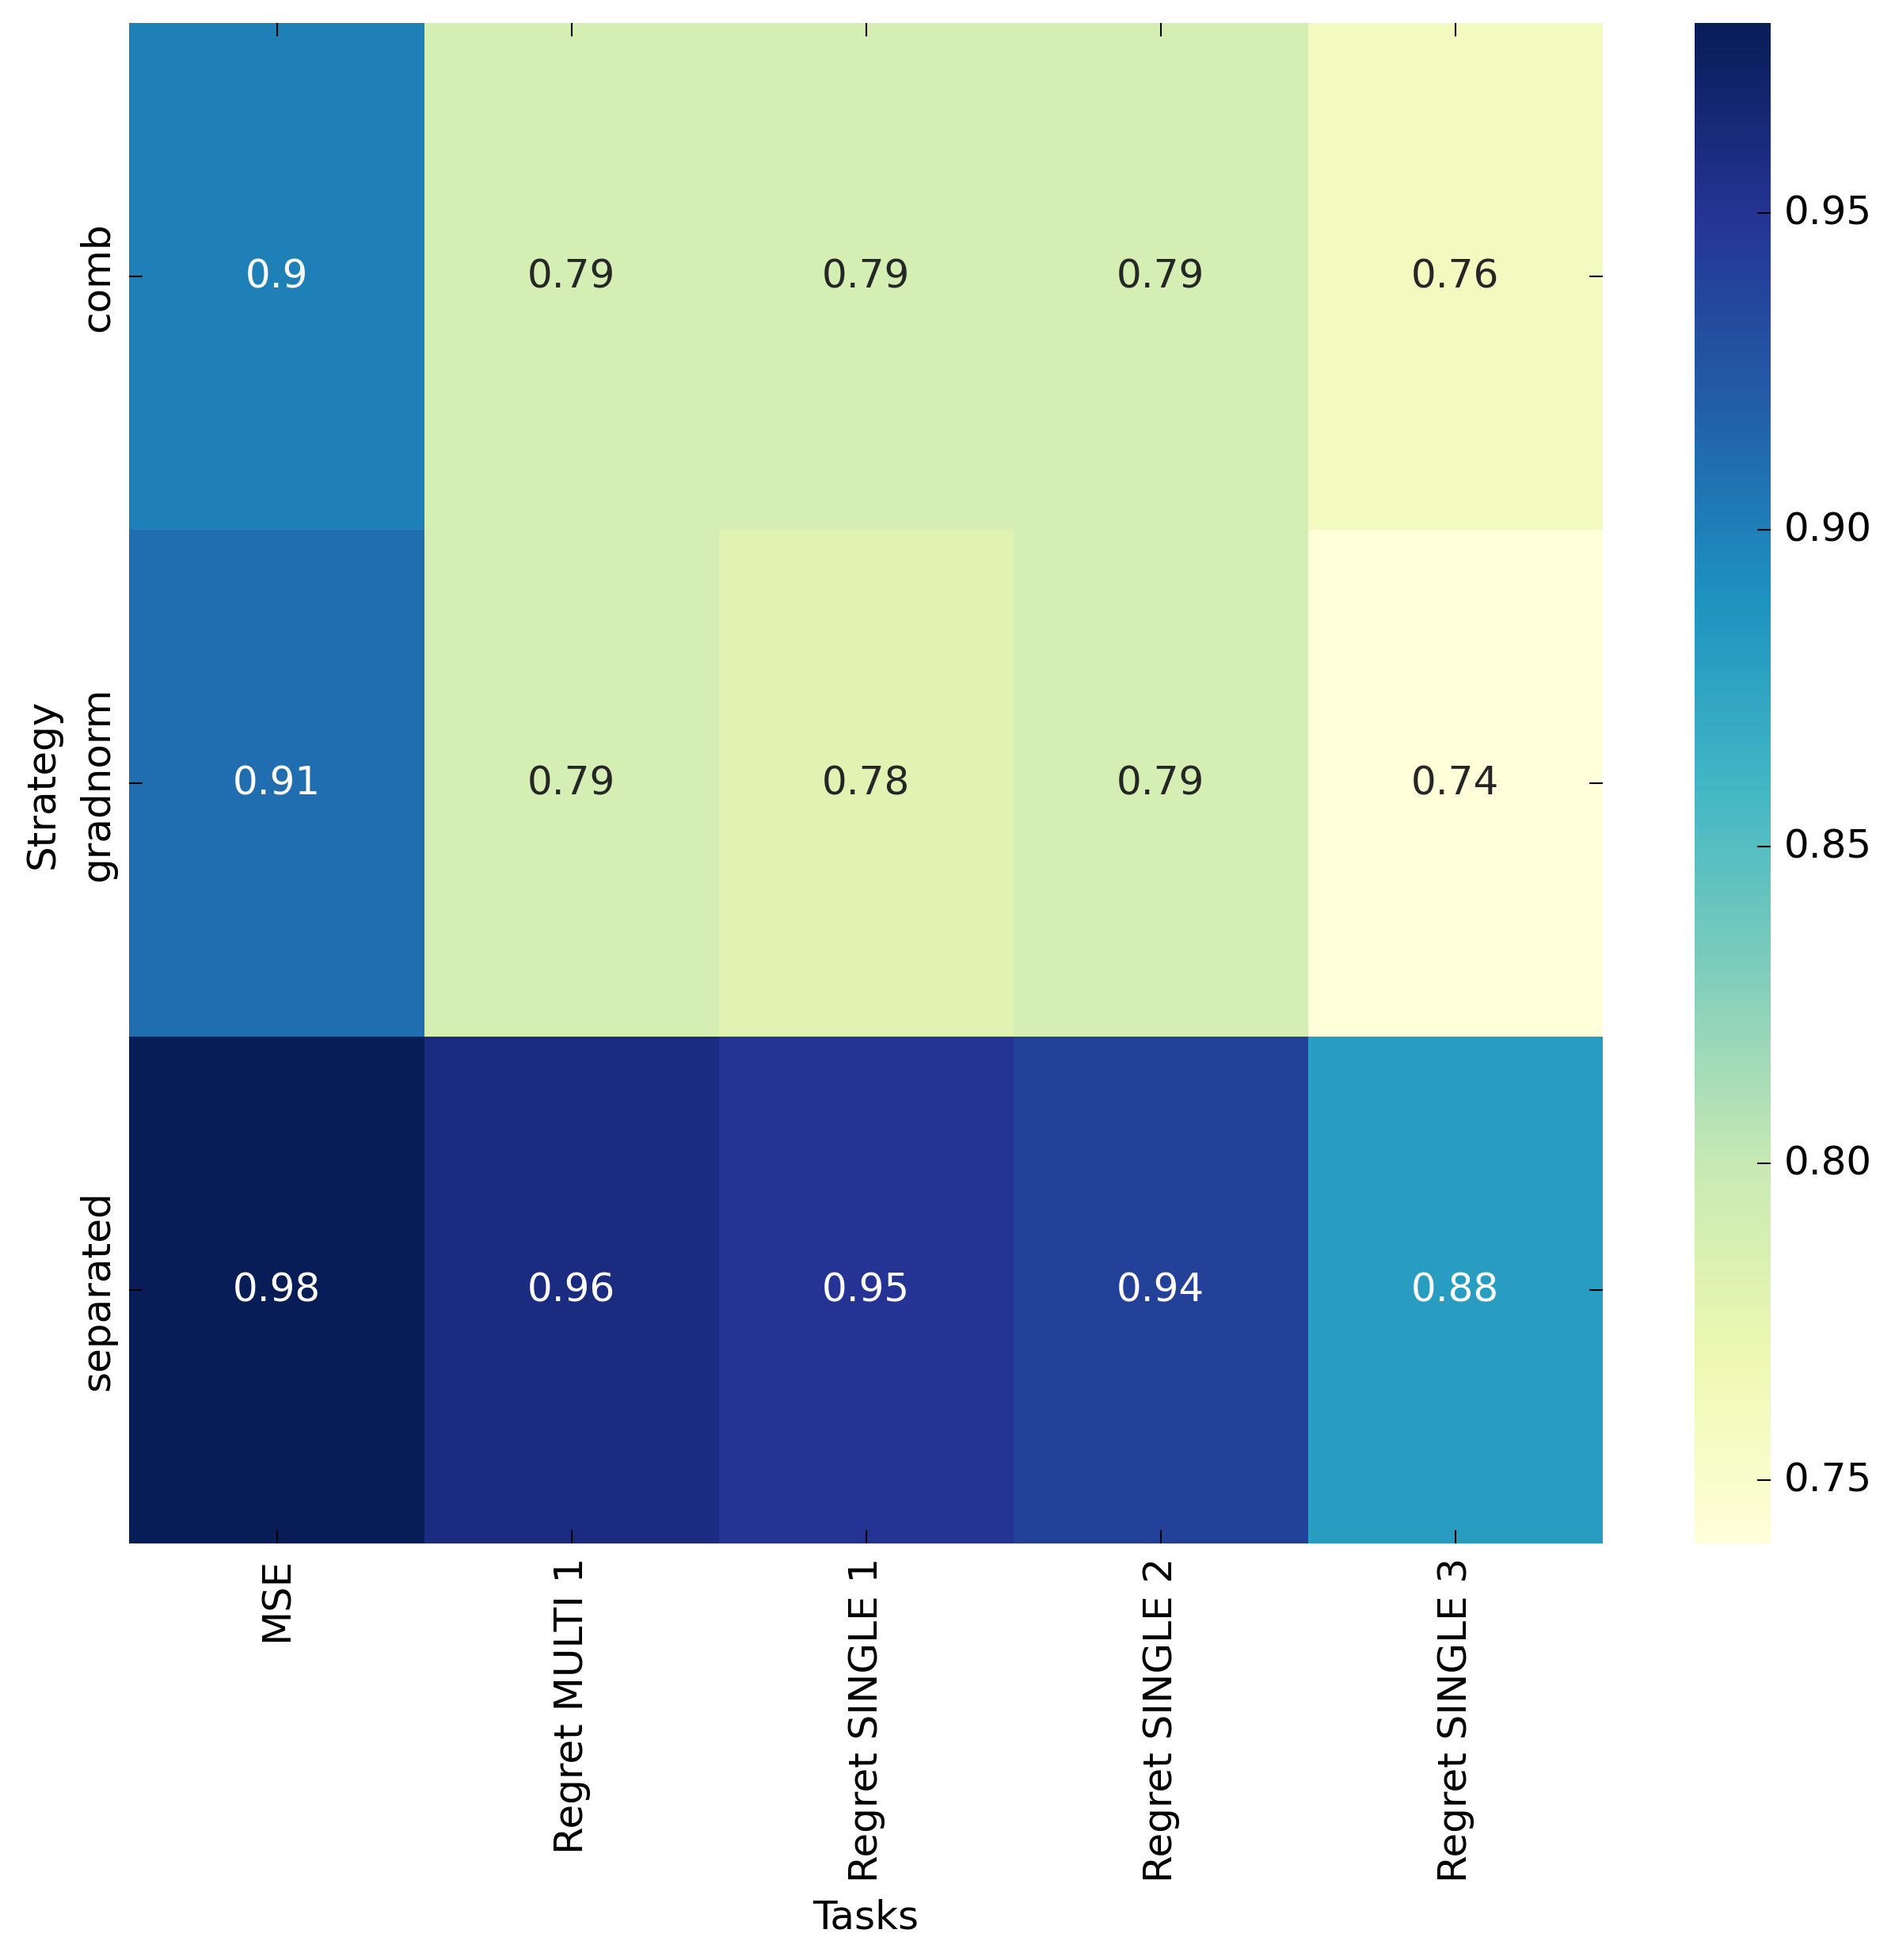 Strategy
comb
gradnorm
separated
0.9 0.79 0.79 0.79 0.76
0.91 0.79 0.78 0.79 0.74
0.98 0.96 0.95 0.94 0.88
MSE
Regret MULTI 1
Regret SINGLE 1
Regret SINGLE 2
Regret SINGLE 3
Tasks
0.95
0.90
0.85
0.80
0.75